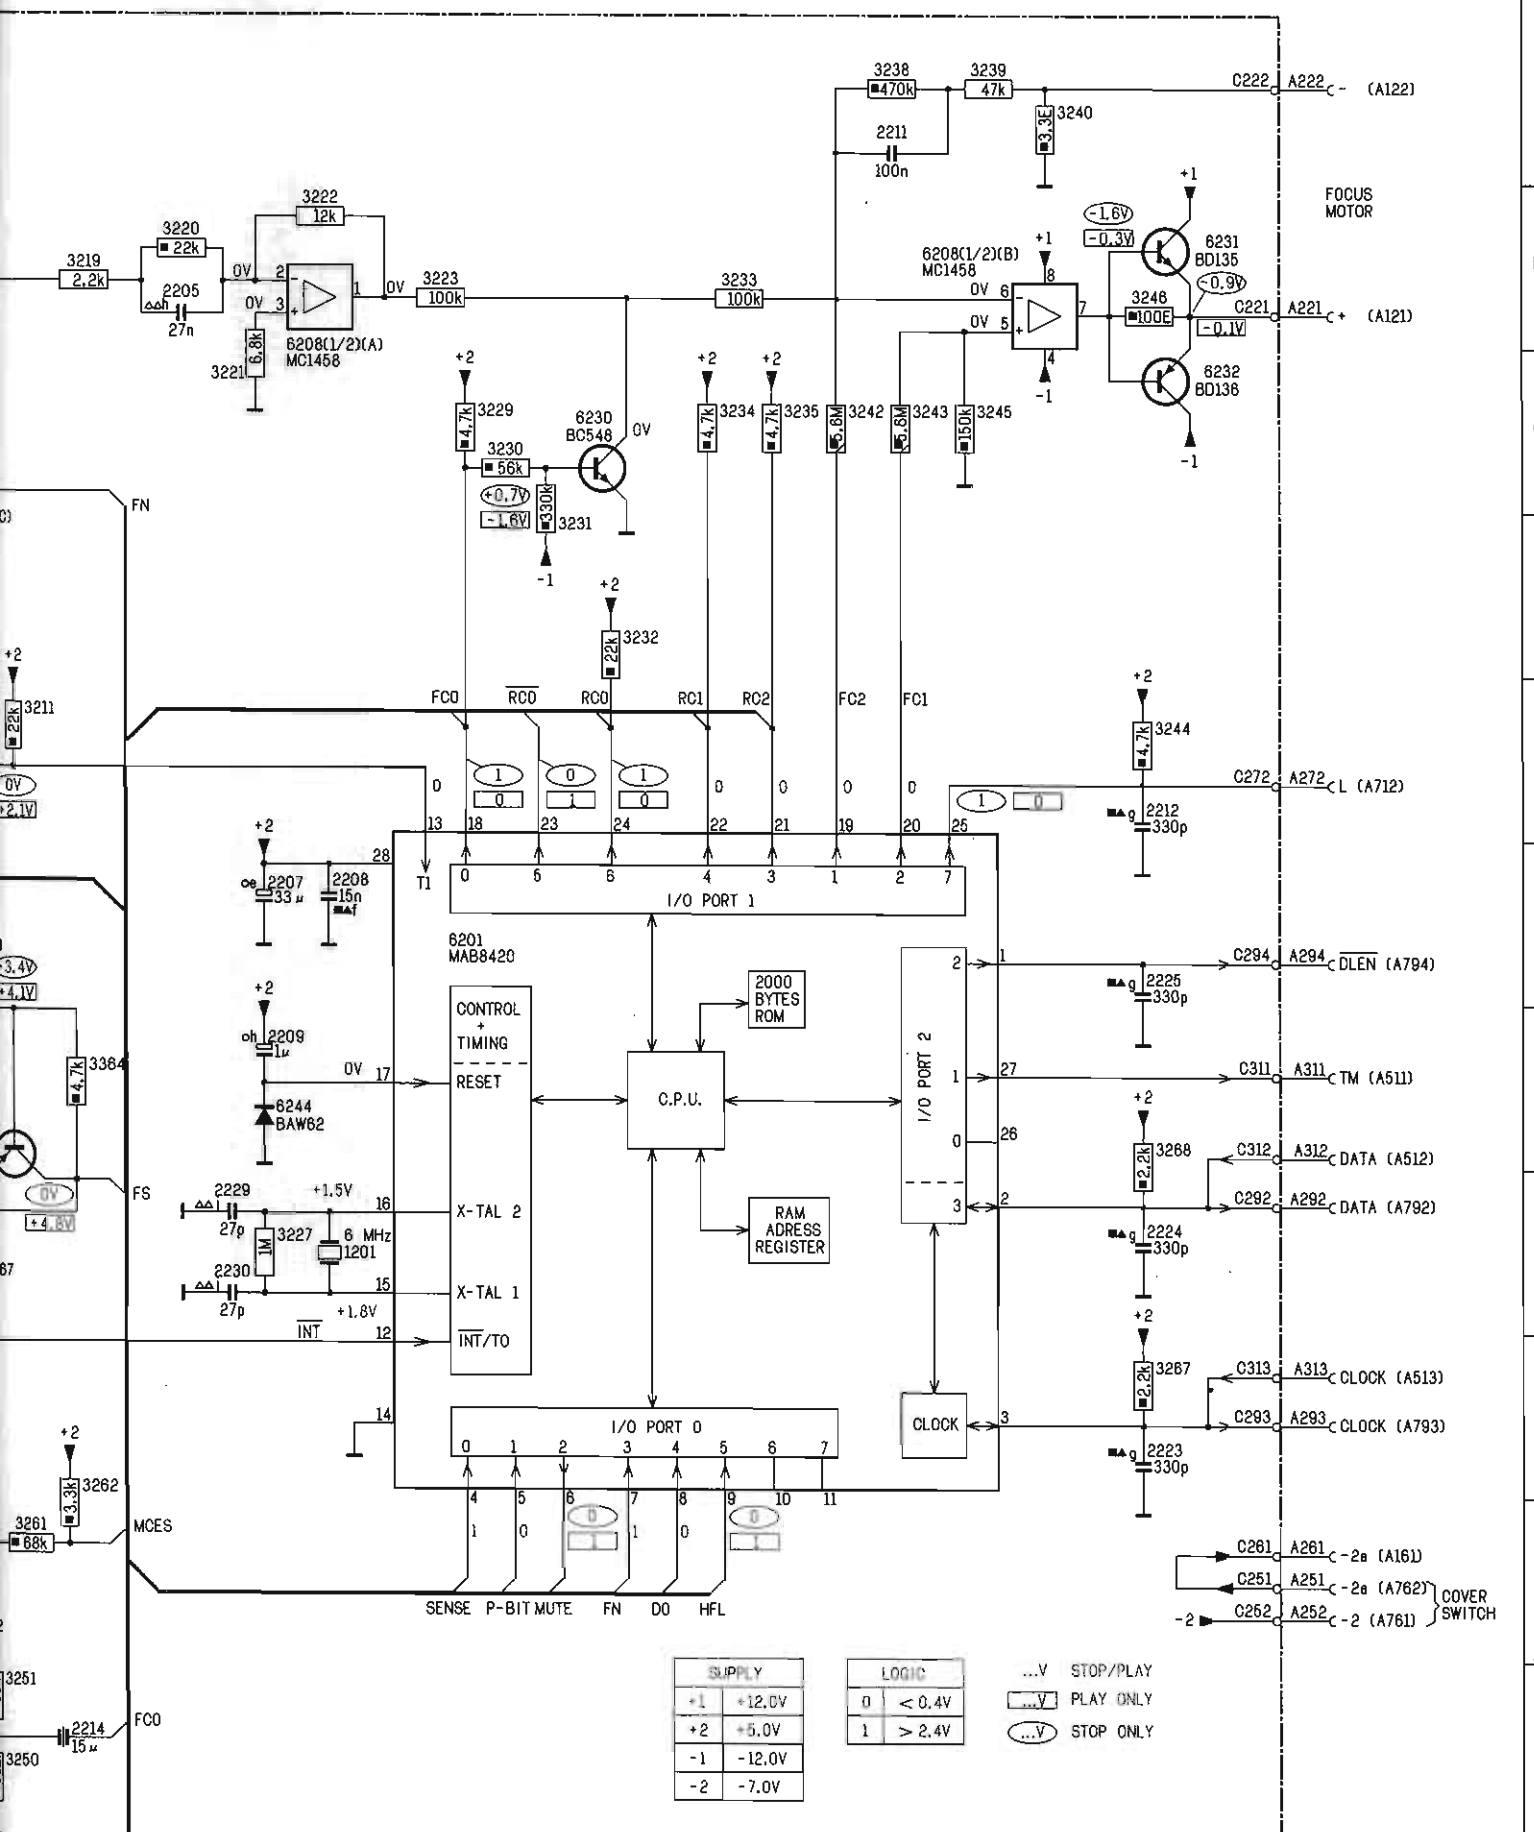 3238
470k
3239
47k
C222 A222 - (A122)
3.3E 3240
2211
100n
+1
FOCUS
MOTOR
3222
12k
3220
22k
3219
2.2k
2205
27n
0V 2
0V 3
1 0V
6.8k
3221
6208(1/2)(A)
MC1458
3223
100k
3233
100k
6208(1/2)(B)
MC1458
+1
8
0V 6
0V 5
7
4
-1
-1.6V
-0.3V
6231
BD135
-0.9V
3246
100E
C221 A221 + (A121)
-0.1V
6232
BD136
-1
+2
+2
+2
4.7k 3229
6230
BC548
0V
3230
56k
+0.7V
-1.6V
330k
3231
-1
4.7k 3234
4.7k 3235
3242
3243
150k 3245
FN
+2
22k 3232
+2
22k 3211
0V
+2.1V
FC0
RC0
RC0
RC1
RC2
FC2
FC1
+2
4.7k 3244
C272 A272 L (A712)
0
1
0
0
1
1
0
0
0
0
0
1
0
2212
330p
13 18 23 24 22 21 19 20 25
T1
0 5 6 4 3 1 2 7
I/O PORT 1
+2
28
2207
33µ
2208
15n
6201
MAB8420
+2
2209
1µ
0V 17
6244
BAW62
CONTROL
+
TIMING
RESET
2000
BYTES
ROM
C.P.U.
RAM
ADRESS
REGISTER
I/O PORT 2
2 1
C294 A294 DLEN (A794)
2225
330p
1 27
C311 A311 TM (A511)
+2
0 26
2.2k 3268
C312 A312 DATA (A512)
3 2
C292 A292 DATA (A792)
2224
330p
3.4V
+4.1V
4.7k 3364
FS
0V
+4.8V
67
2229
27p
+1.5V
16
X-TAL 2
1M 3227
6 MHz
1201
2230
27p
15
X-TAL 1
+1.8V
INT
12
INT/T0
14
+2
2.2k 3267
C313 A313 CLOCK (A513)
CLOCK
3
C293 A293 CLOCK (A793)
2223
330p
I/O PORT 0
0 1 2 3 4 5 6 7
4 5 6 7 8 9 10 11
1
0
0
1
1
0
0
1
SENSE P-BIT MUTE FN DO HFL
+2
3.3k 3262
3261
68k
MCES
C261 A261 -2a (A161)
C251 A251 -2a (A762)
-2 C252 A252 -2 (A761)
COVER
SWITCH
3251
2214
15µ
FCO
3250
SUPPLY
+1 +12.0V
+2 +5.0V
-1 -12.0V
-2 -7.0V
LOGIC
0 < 0.4V
1 > 2.4V
...V STOP/PLAY
...V PLAY ONLY
...V STOP ONLY